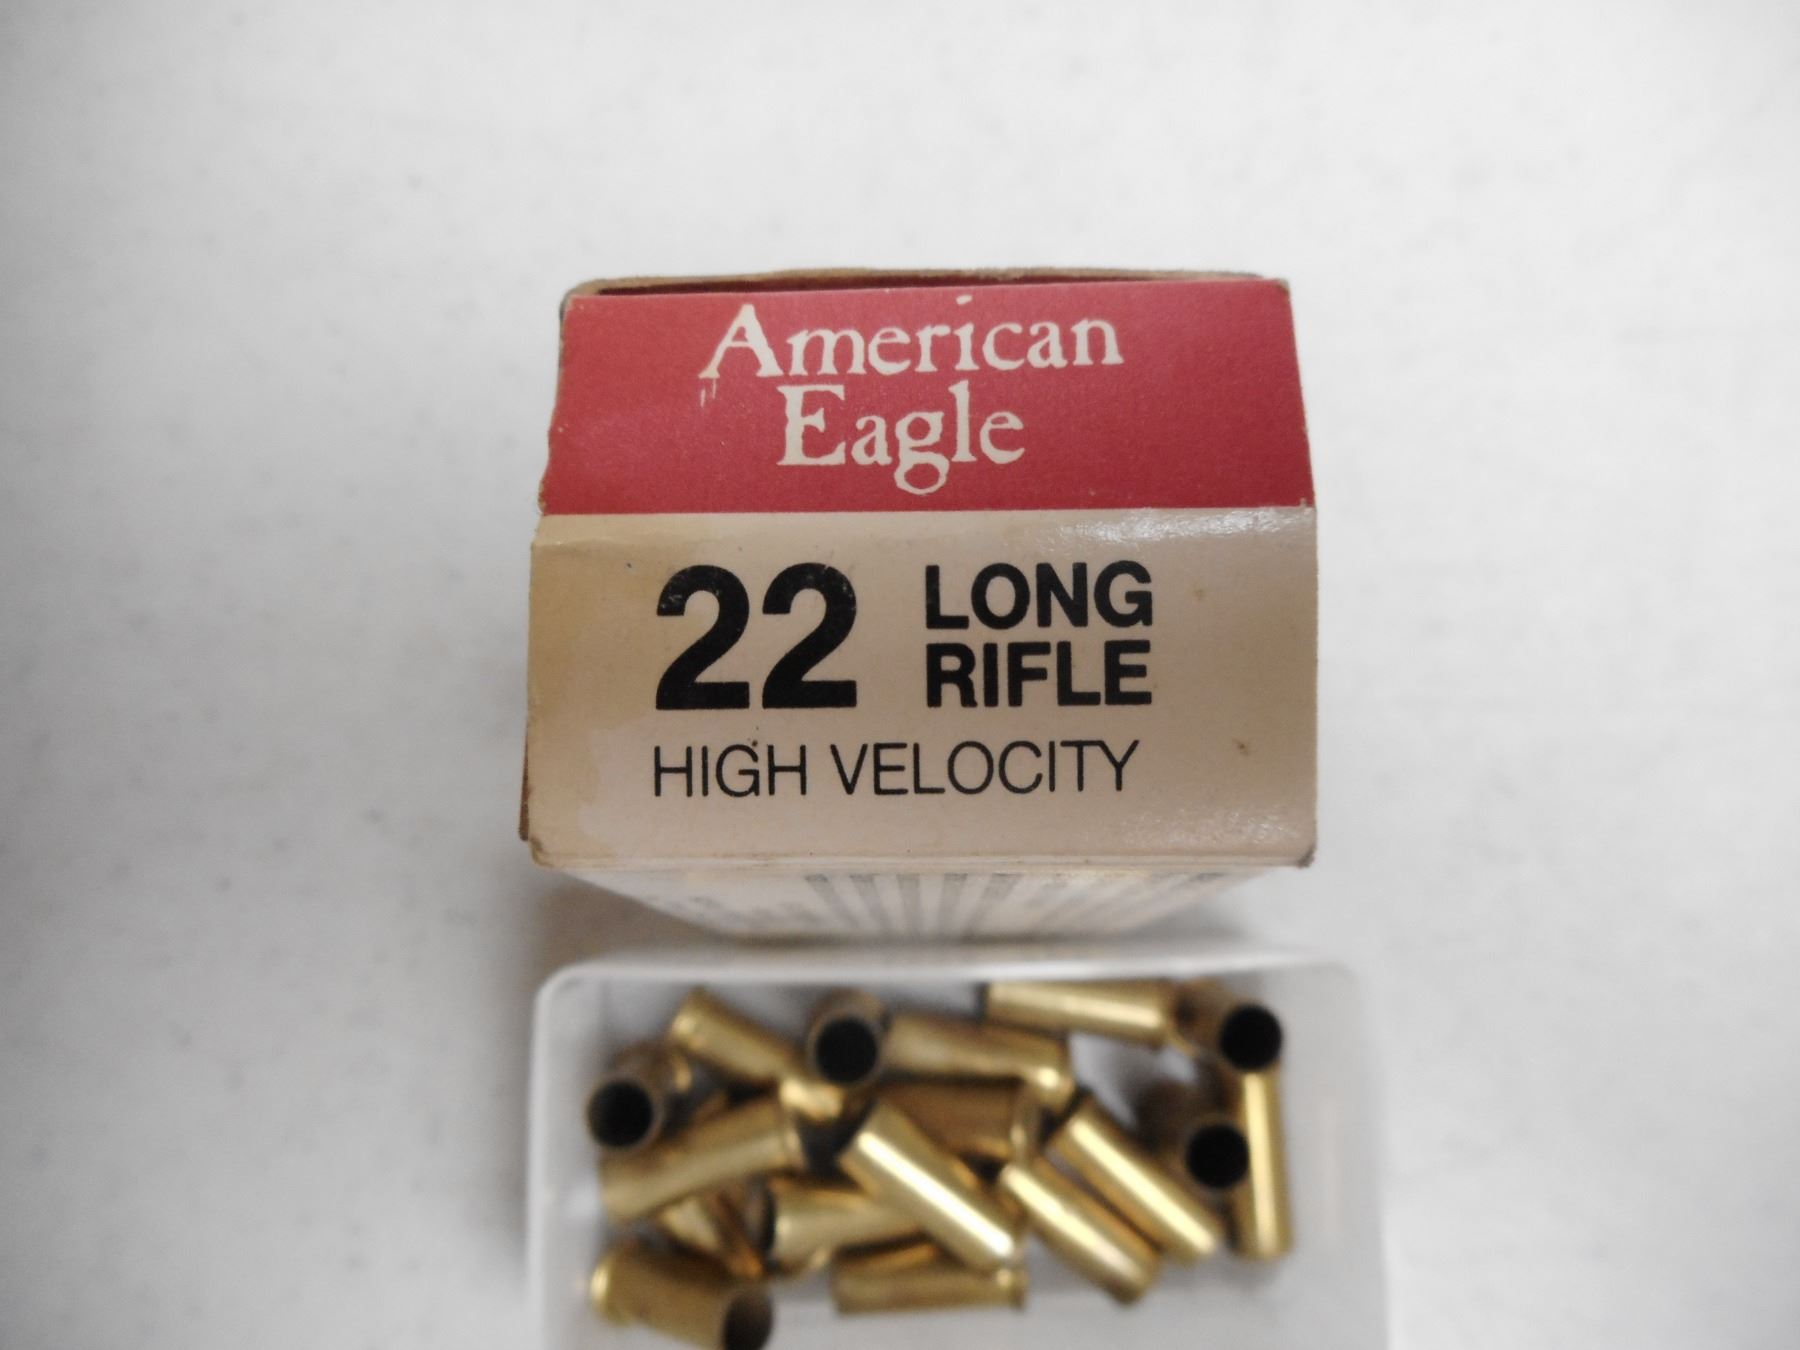 American
Eagle
22 LONG
RIFLE
HIGH VELOCITY